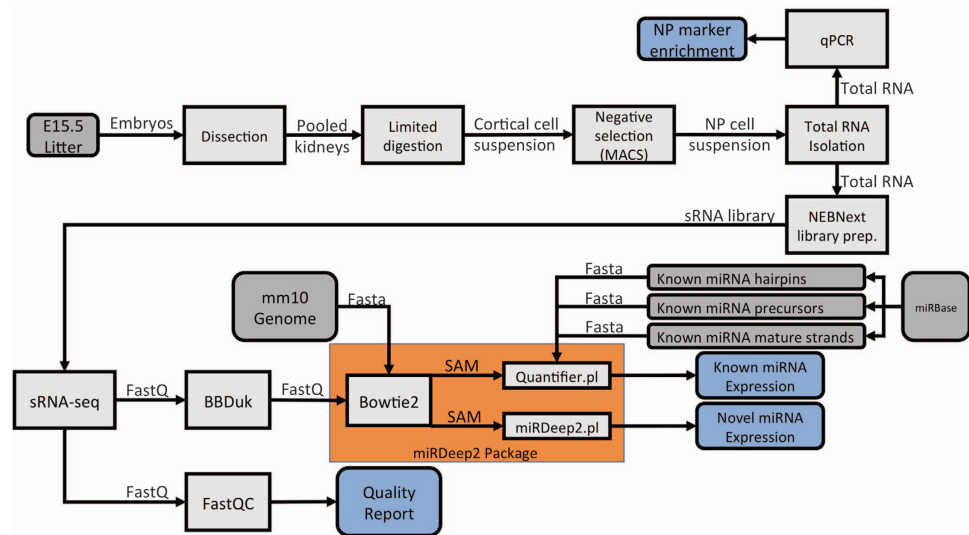 NP marker
enrichment
qPCR
Total RNA
E15.5
Litter
Embryos
Dissection
Pooled
kidneys
Limited
digestion
Cortical cell
suspension
Negative
selection
(MACS)
NP cell
suspension
Total RNA
Isolation
Total RNA
sRNA library
NEBNext
library prep.
mm10
Genome
Fasta
Fasta
Known miRNA hairpins
Fasta
Known miRNA precursors
Fasta
Known miRNA mature strands
miRBase
sRNA-seq
FastQ
BBDuk
FastQ
Bowtie2
SAM
Quantifier.pl
Known miRNA
Expression
SAM
miRDeep2.pl
Novel miRNA
Expression
miRDeep2 Package
FastQ
FastQC
Quality
Report